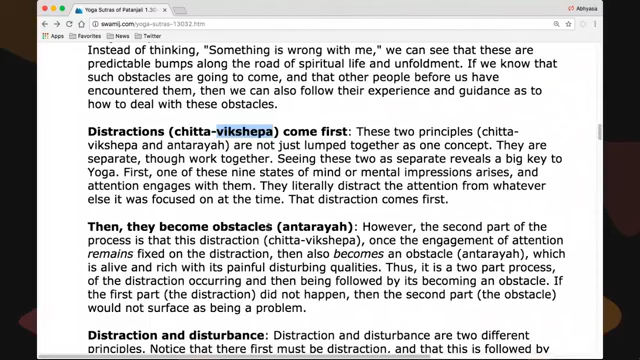 Yoga Sutras of Patanjali 1.30-
Abhyasa
swamij.com/yoga-sutras-13032.htm
Apps
Favorites
News
Twitter
Instead of thinking, "Something is wrong with me," we can see that these are
predictable bumps along the road of spiritual life and unfoldment. If we know that
such obstacles are going to come, and that other people before us have
encountered them, then we can also follow their experience and guidance as to
how to deal with these obstacles.
Distractions (chitta-vikshepa) come first: These two principles (chitta-
vikshepa and antarayah) are not just lumped together as one concept. They are
separate, though work together. Seeing these two as separate reveals a big key to
Yoga. First, one of these nine states of mind or mental impressions arises, and
attention engages with them. They literally distract the attention from whatever
else it was focused on at the time. That distraction comes first.
Then, they become obstacles (antarayah): However, the second part of the
process is that this distraction (chitta-vikshepa), once the engagement of attention
remains fixed on the distraction, then also becomes an obstacle (antarayah), which
is alive and rich with its painful disturbing qualities. Thus, it is a two part process,
of the distraction occurring and then being followed by its becoming an obstacle. If
the first part (the distraction) did not happen, then the second part (the obstacle)
would not surface as being a problem.
Distraction and disturbance: Distraction and disturbance are two different
principles. Notice that there first must be distraction, and that this is followed by